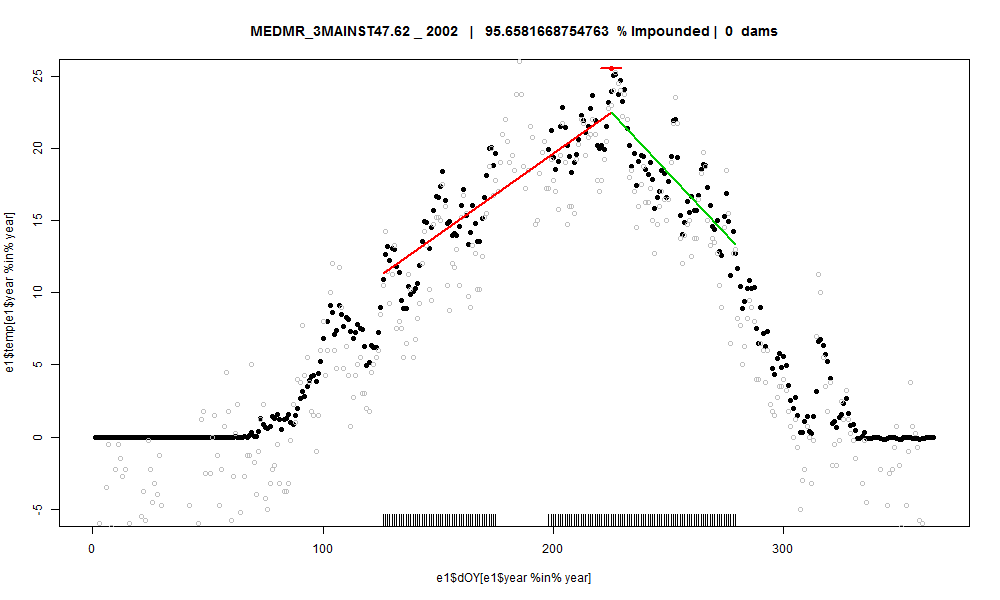 MEDMR_3MAINST47.62 _ 2002 | 95.6581668754763 % Impounded | 0 dams
25
20
15
10
5
0
-5
e1$temp[e1$year %in% year]
0 100 200 300
e1$dOY[e1$year %in% year]